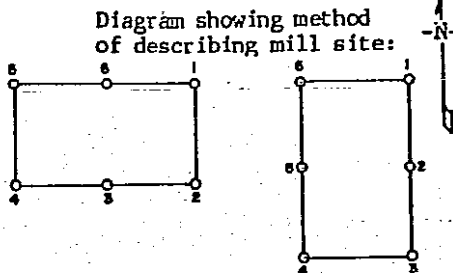 Diagram showing method
of describing mill site:
-N-
5 6 1
4 3 2
6 1
5 2
4 3